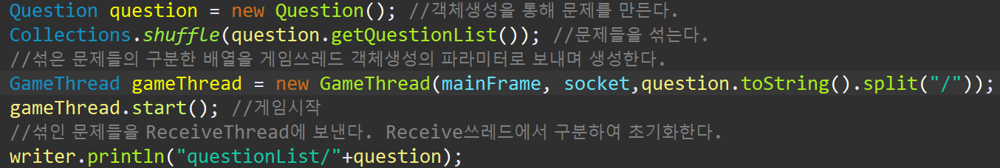 Question question = new Question(); //객체생성을 통해 문제를 만든다.
Collections.shuffle(question.getQuestionList()); //문제들을 섞는다.
//섞은 문제들의 구분한 배열을 게임쓰레드 객체생성의 파라미터로 보내며 생성한다.
GameThread gameThread = new GameThread(mainFrame, socket,question.toString().split("/"));
gameThread.start(); //게임시작
//섞인 문제들을 ReceiveThread에 보낸다. Receive쓰레드에서 구분하여 초기화한다.
writer.println("questionList/"+question);